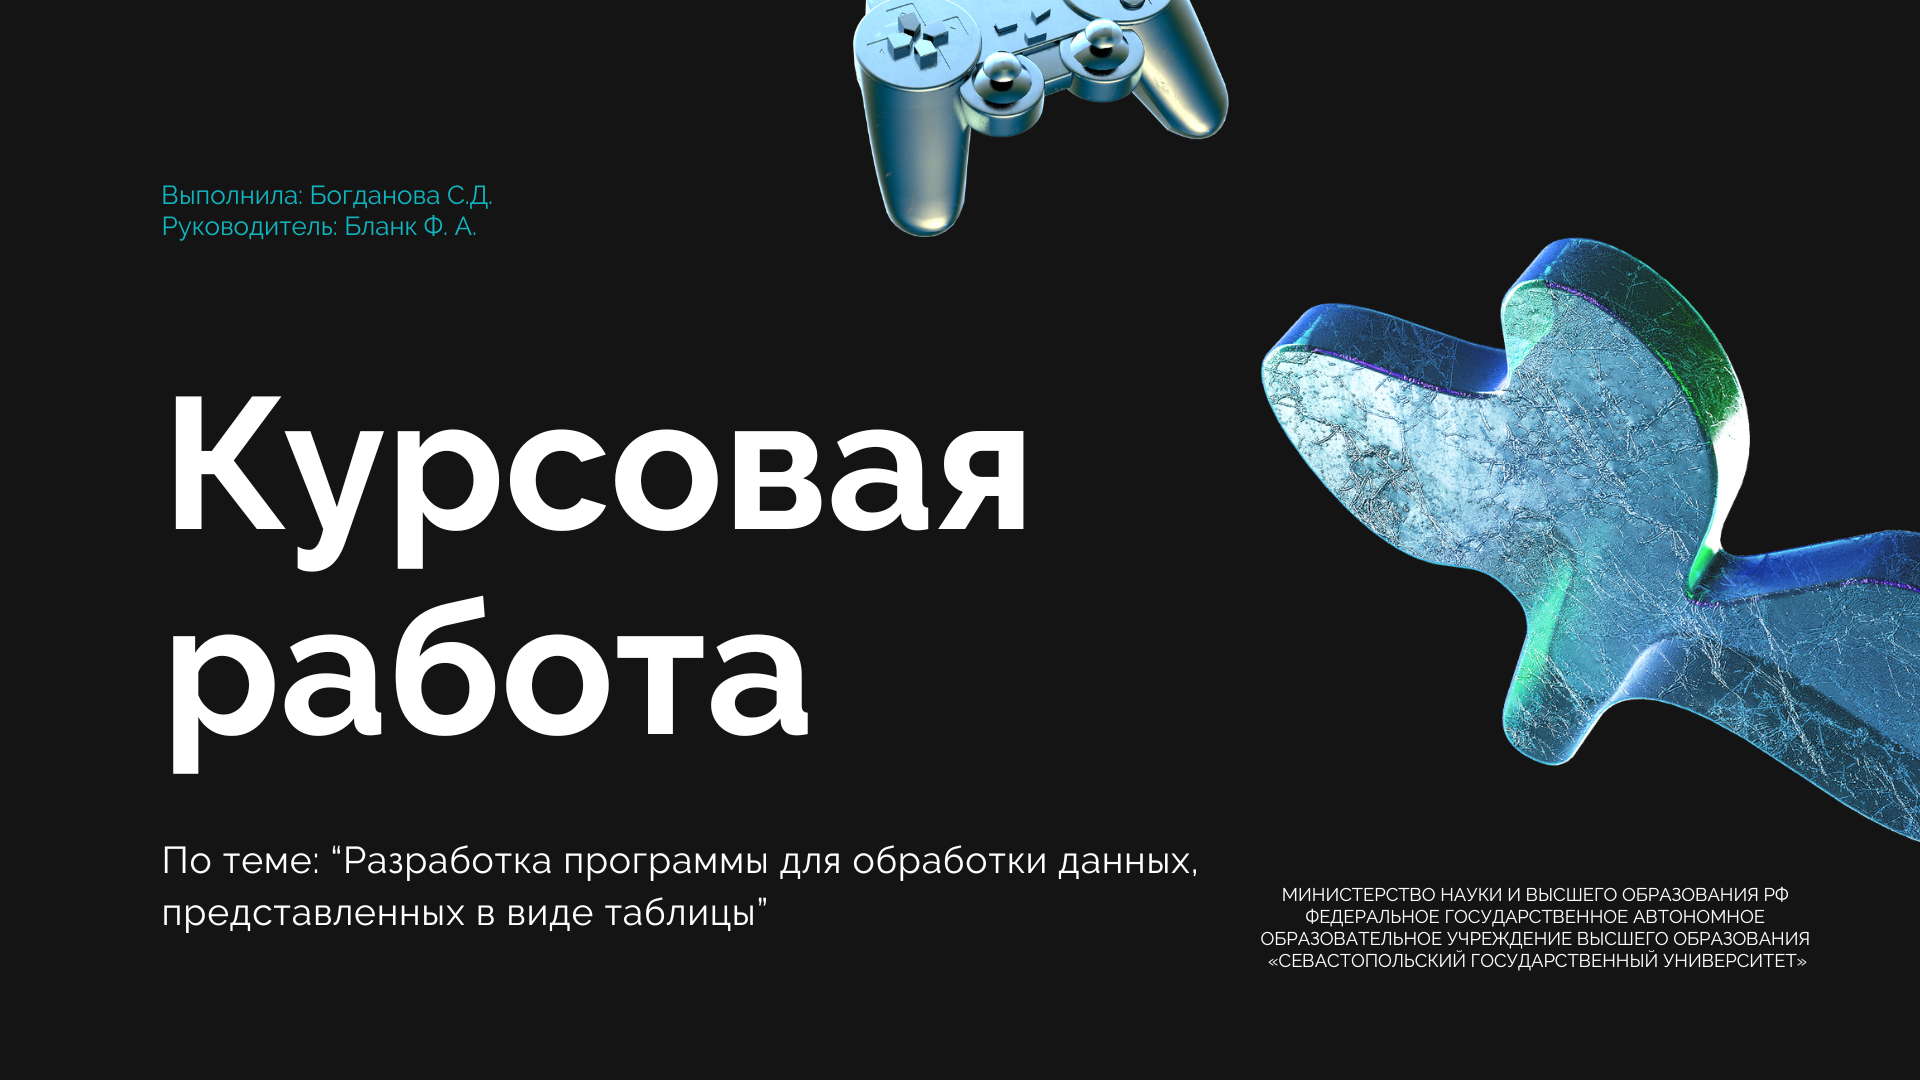 Выполнила: Богданова С.Д.
Руководитель: Бланк Ф. А.
Курсовая
работа
По теме: “Разработка программы для обработки данных,
представленных в виде таблицы”
МИНИСТЕРСТВО НАУКИ И ВЫСШЕГО ОБРАЗОВАНИЯ РФ
ФЕДЕРАЛЬНОЕ ГОСУДАРСТВЕННОЕ АВТОНОМНОЕ
ОБРАЗОВАТЕЛЬНОЕ УЧРЕЖДЕНИЕ ВЫСШЕГО ОБРАЗОВАНИЯ
«СЕВАСТОПОЛЬСКИЙ ГОСУДАРСТВЕННЫЙ УНИВЕРСИТЕТ»